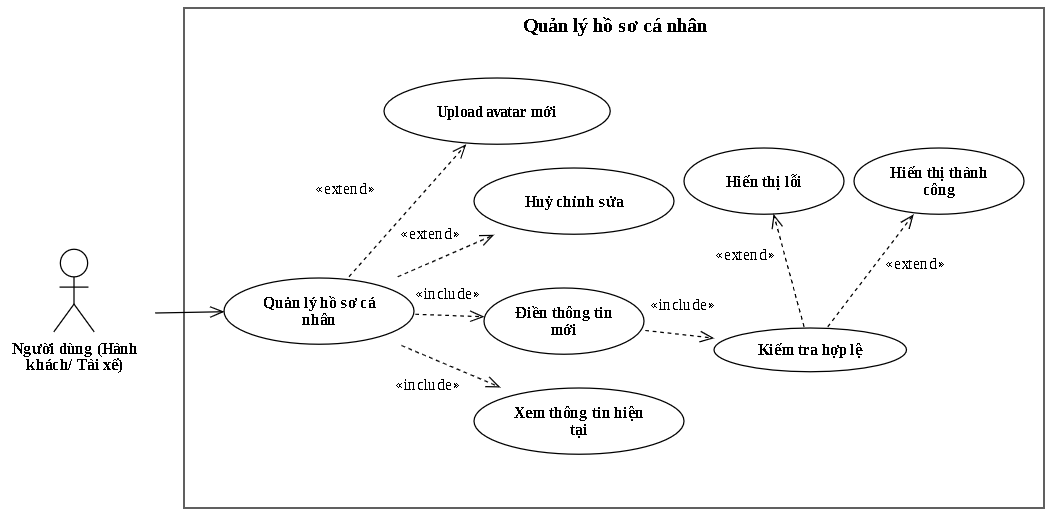 Quản lý hồ sơ cá nhân
Upload avatar mới
«extend»
Huỷ chỉnh sửa
«extend»
Hiển thị lỗi
Hiển thị thành
công
«extend»
«extend»
Quản lý hồ sơ cá
nhân
«include»
Điền thông tin
mới
«include»
Kiểm tra hợp lệ
Người dùng (Hành
khách/ Tài xế)
«include»
Xem thông tin hiện
tại